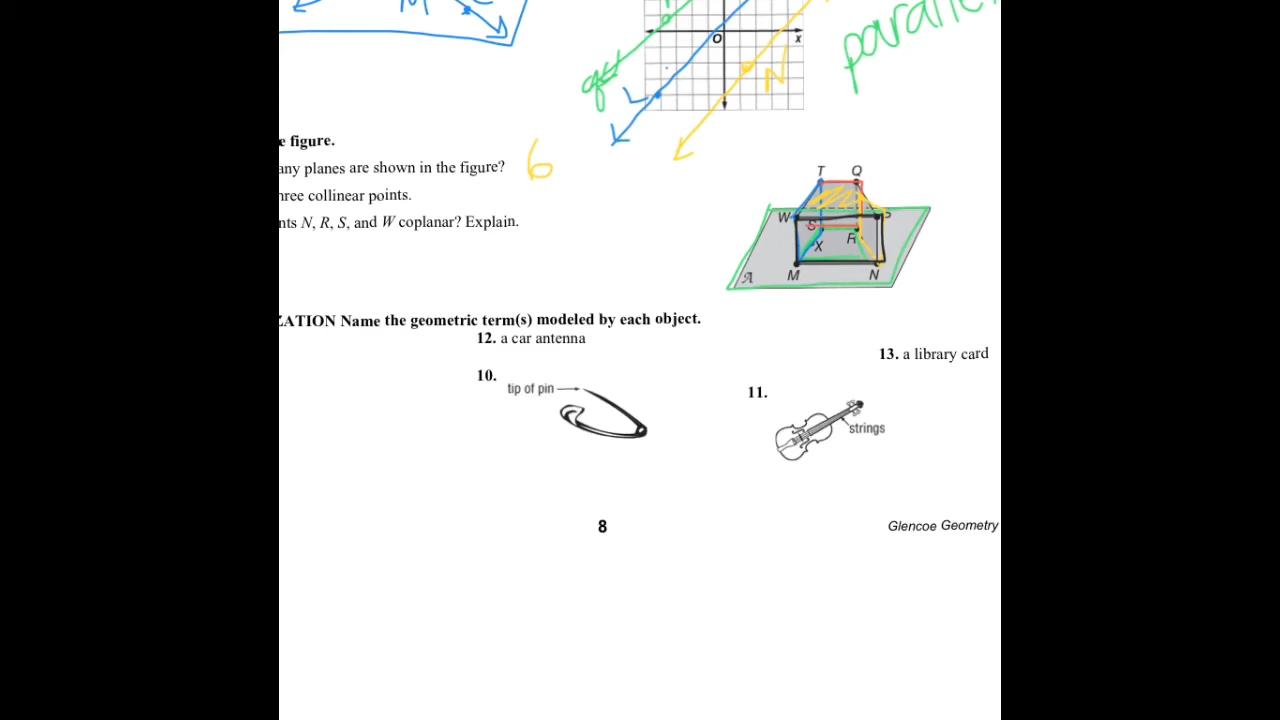 M
O
x
L
N
parallel
e figure.
any planes are shown in the figure? 6
hree collinear points.
nts N, R, S, and W coplanar? Explain.
T Q
W P
S
X R
A M N
ZATION Name the geometric term(s) modeled by each object.
12. a car antenna
13. a library card
10.
tip of pin
11.
strings
8
Glencoe Geometry